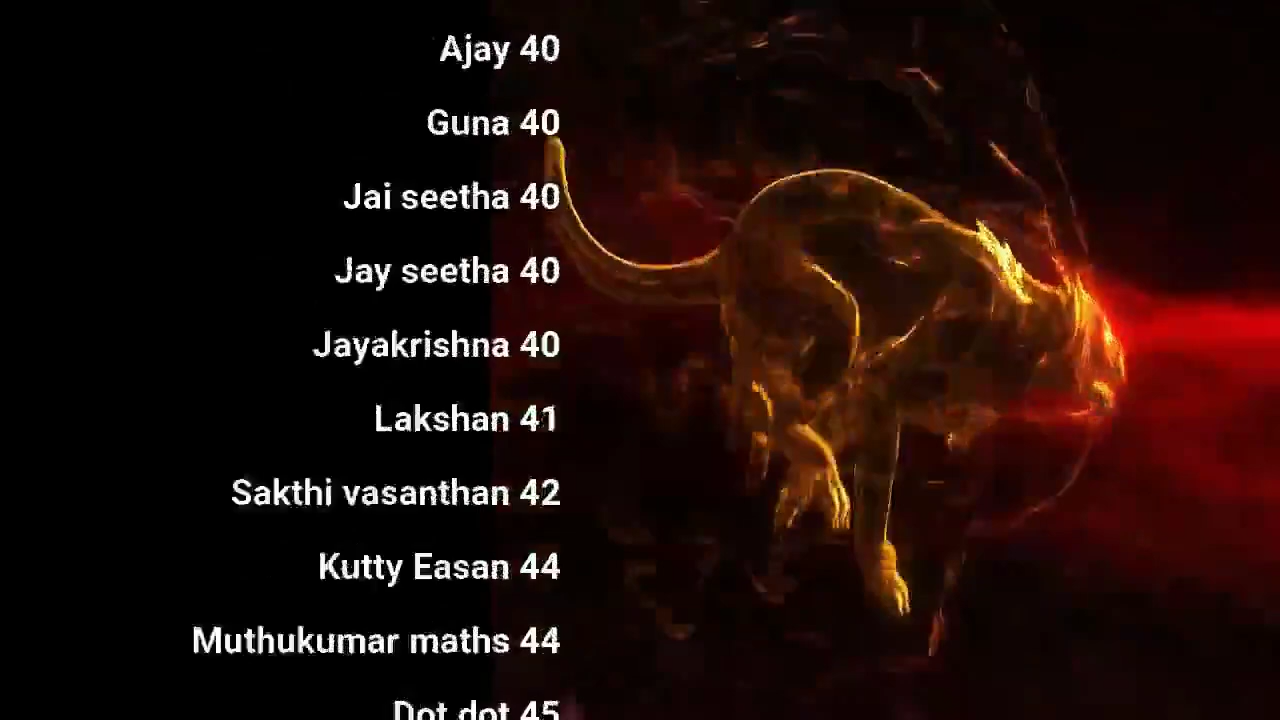 Ajay 40
Guna 40
Jai seetha 40
Jay seetha 40
Jayakrishna 40
Lakshan 41
Sakthi vasanthan 42
Kutty Easan 44
Muthukumar maths 44
Dot dot 45